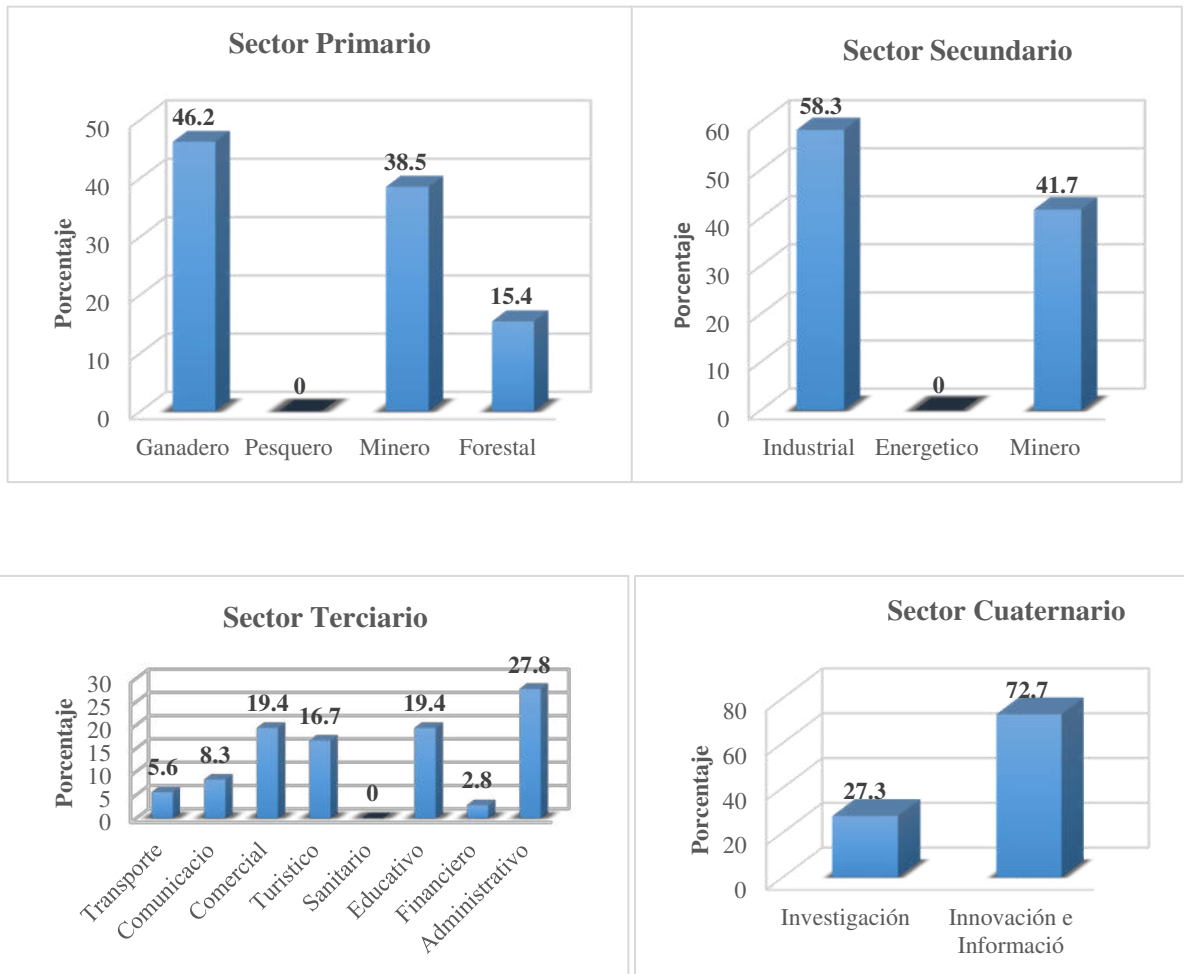 Sector Primario
Porcentaje
50
40
30
20
10
0
46.2
0
38.5
15.4
Ganadero Pesquero Minero Forestal
Sector Secundario
Porcentaje
60
50
40
30
20
10
0
58.3
0
41.7
Industrial Energetico Minero
Sector Terciario
Porcentaje
30
25
20
15
10
5
0
5.6
8.3
19.4
16.7
0
19.4
2.8
27.8
Transporte
Comunicacio
Comercial
Turistico
Sanitario
Educativo
Financiero
Administrativo
Sector Cuaternario
Porcentaje
80
60
40
20
0
27.3
72.7
Investigación
Innovación e
Informació